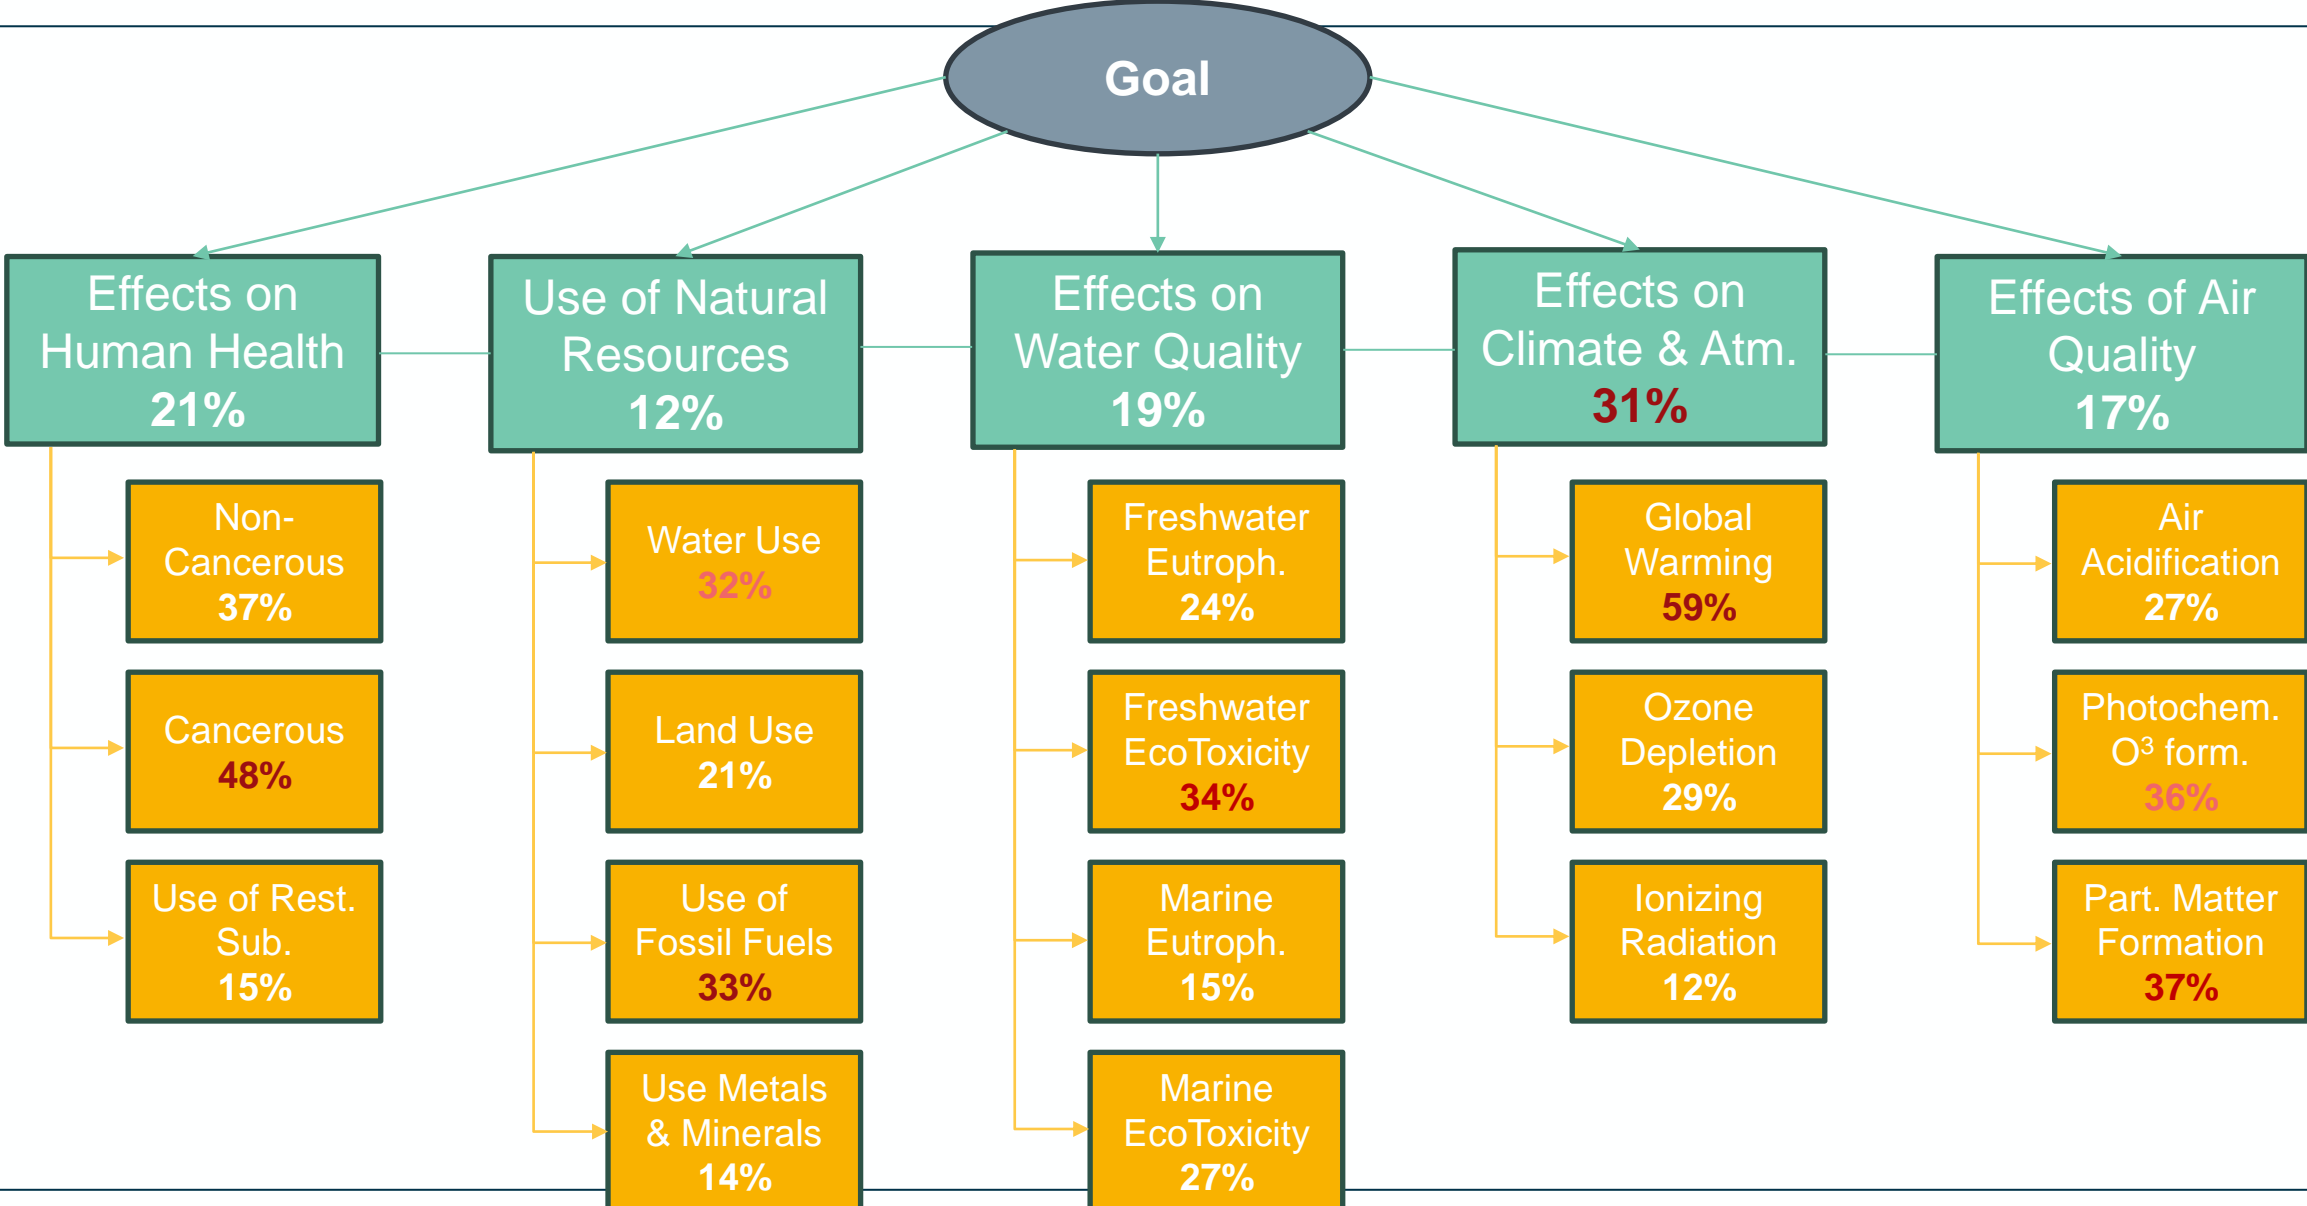 Goal
Effects on
Human Health
21%
Use of Natural
Resources
12%
Effects on
Water Quality
19%
Effects on
Climate & Atm.
31%
Effects of Air
Quality
17%
Non-
Cancerous
37%
Cancerous
48%
Use of Rest.
Sub.
15%
Water Use
32%
Land Use
21%
Use of
Fossil Fuels
33%
Use Metals
& Minerals
14%
Freshwater
Eutroph.
24%
Freshwater
EcoToxicity
34%
Marine
Eutroph.
15%
Marine
EcoToxicity
27%
Global
Warming
59%
Ozone
Depletion
29%
Ionizing
Radiation
12%
Air
Acidification
27%
Photochem.
O³ form.
36%
Part. Matter
Formation
37%